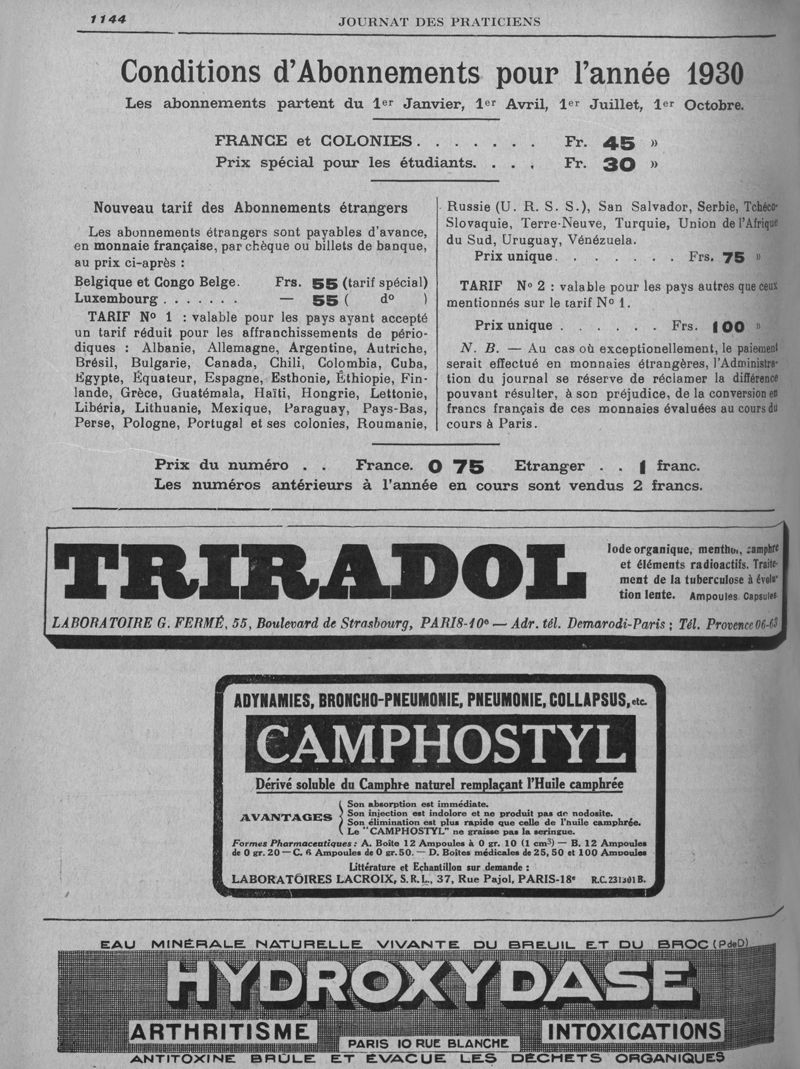 1144
JOURNAT DES PRATICIENS
Conditions d'Abonnements pour l'année 1930
Les abonnements partent du 1er Janvier, 1er Avril, 1er Juillet, 1er Octobre.
FRANCE et COLONIES. . . . . . . Fr. 45 »
Prix spécial pour les étudiants. . . . Fr. 30 »
Nouveau tarif des Abonnements étrangers
Les abonnements étrangers sont payables d'avance,
en monnaie française, par chèque ou billets de banque,
au prix ci-après :
Belgique et Congo Belge. Frs. 55 (tarif spécial)
Luxembourg . . . . . . . — 55 ( do )
TARIF No 1 : valable pour les pays ayant accepté
un tarif réduit pour les affranchissements de pério-
diques : Albanie, Allemagne, Argentine, Autriche,
Brésil, Bulgarie, Canada, Chili, Colombia, Cuba,
Égypte, Équateur, Espagne, Esthonie, Éthiopie, Fin-
lande, Grèce, Guatémala, Haïti, Hongrie, Lettonie,
Libéria, Lithuanie, Mexique, Paraguay, Pays-Bas,
Perse, Pologne, Portugal et ses colonies, Roumanie,
Russie (U. R. S. S.), San Salvador, Serbie, Tchéco-
Slovaquie, Terre-Neuve, Turquie, Union de l'Afrique
du Sud, Uruguay, Vénézuela.
Prix unique. . . . . . . Frs. 75 »
TARIF No 2 : valable pour les pays autres que ceux
mentionnés sur le tarif No 1.
Prix unique . . . . . . Frs. 100 »
N. B. — Au cas où exceptionellement, le paiement
serait effectué en monnaies étrangères, l'Administra-
tion du journal se réserve de réclamer la différence
pouvant résulter, à son préjudice, de la conversion en
francs français de ces monnaies évaluées au cours du
cours à Paris.
Prix du numéro . . France. 0 75 Etranger . . 1 franc.
Les numéros antérieurs à l'année en cours sont vendus 2 francs.
TRIRADOL
Iode organique, menthol, camphre
et éléments radioactifs. Traite-
ment de la tuberculose à évolu-
tion lente. Ampoules. Capsules.
LABORATOIRE G. FERMÉ, 55, Boulevard de Strasbourg, PARIS-10e — Adr. tél. Demarodi-Paris ; Tél. Provence 06-63
ADYNAMIES, BRONCHO-PNEUMONIE, PNEUMONIE, COLLAPSUS, etc.
CAMPHOSTYL
Dérivé soluble du Camphre naturel remplaçant l'Huile camphrée
AVANTAGES
Son absorption est immédiate.
Son injection est indolore et ne produit pas de nodosite.
Son élimination est plus rapide que celle de l'huile camphrée.
Le "CAMPHOSTYL" ne graisse pas la seringue.
Formes Pharmaceutiques : A. Boîte 12 Ampoules à 0 gr. 10 (1 cm3) — B. 12 Ampoules
de 0 gr. 20 — C. 6 Ampoules de 0 gr. 50. — D. Boîtes médicales de 25, 50 et 100 Ampoules
Littérature et Echantillon sur demande :
LABORATOIRES LACROIX, S.R.L., 37, Rue Pajol, PARIS-18e R.C. 231301 B.
EAU MINÉRALE NATURELLE VIVANTE DU BREUIL ET DU BROC (P de D)
HYDROXYDASE
ARTHRITISME
PARIS 10 RUE BLANCHE
INTOXICATIONS
ANTITOXINE BRÛLE ET ÉVACUE LES DÉCHETS ORGANIQUES